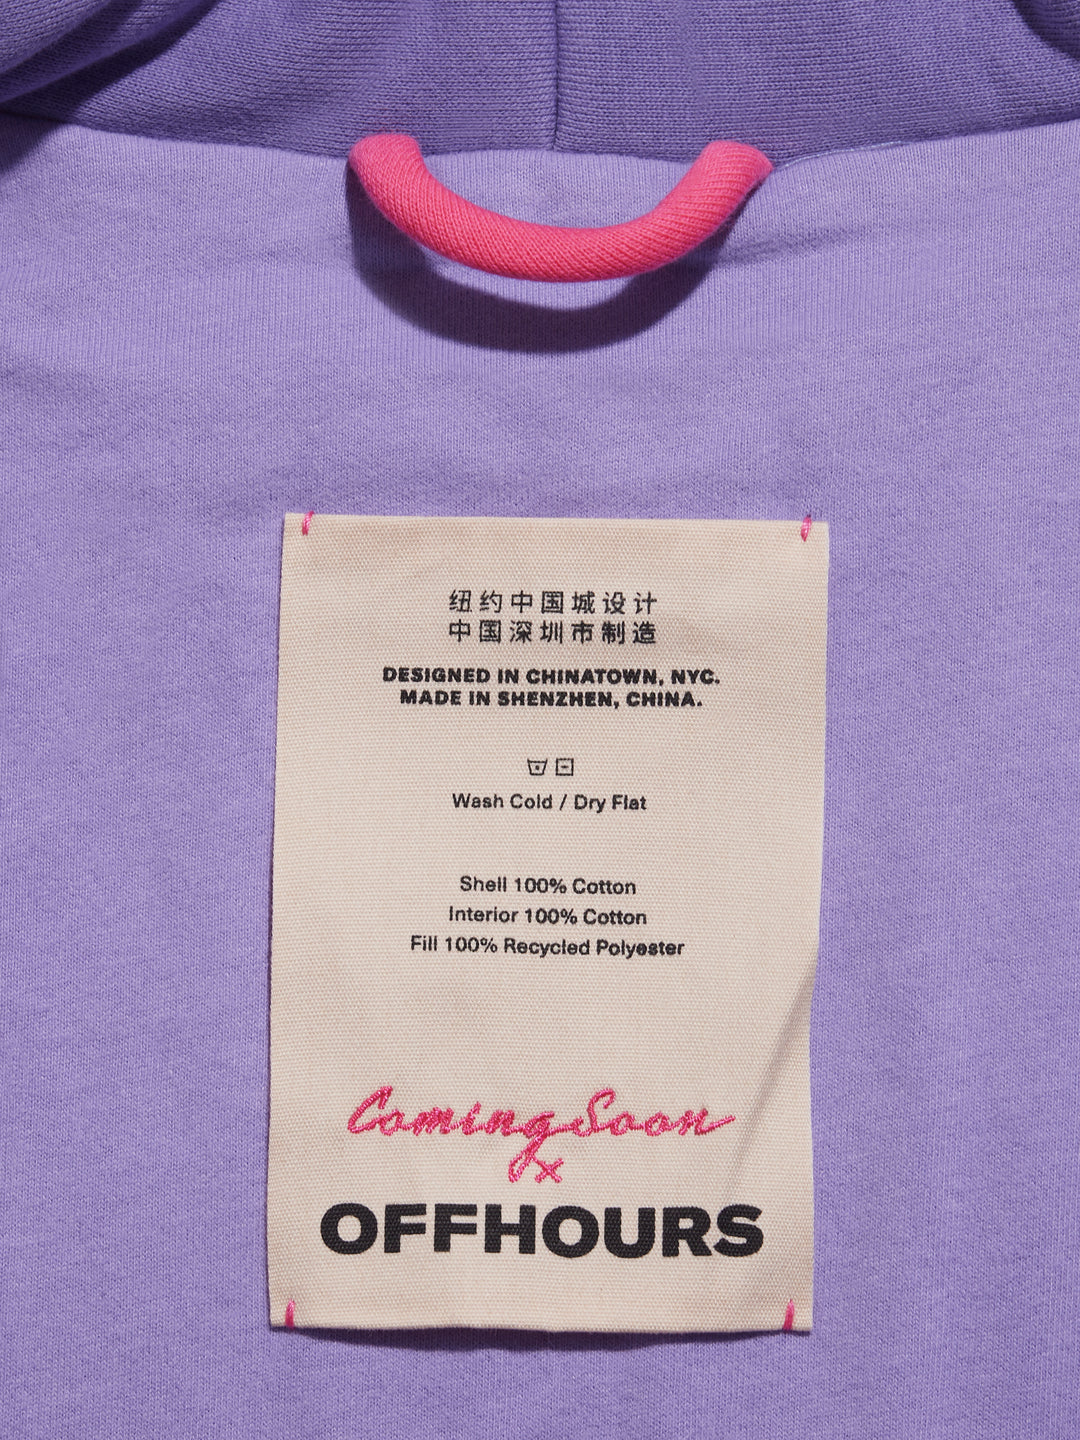 纽约中国城设计
中国深圳市制造
DESIGNED IN CHINATOWN, NYC.
MADE IN SHENZHEN, CHINA.
Wash Cold / Dry Flat
Shell 100% Cotton
Interior 100% Cotton
Fill 100% Recycled Polyester
Coming Soon
x
OFFHOURS